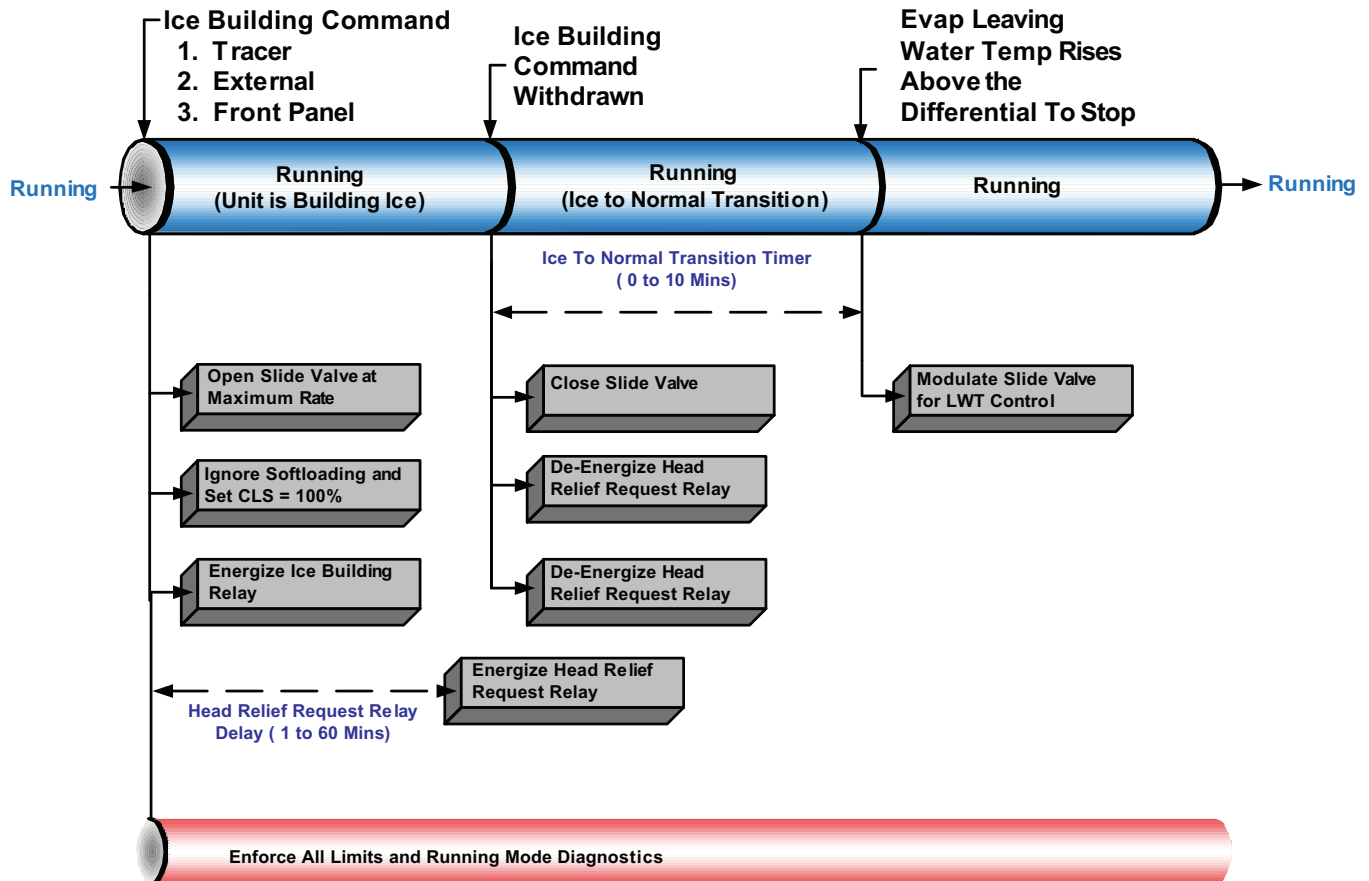 Ice Building Command
1. Tracer
2. External
3. Front Panel
Ice Building
Command
Withdrawn
Evap Leaving
Water Temp Rises
Above the
Differential To Stop
Running
Running
(Unit is Building Ice)
Running
(Ice to Normal Transition)
Running
Running
Ice To Normal Transition Timer
( 0 to 10 Mins)
Open Slide Valve at
Maximum Rate
Close Slide Valve
Modulate Slide Valve
for LWT Control
Ignore Softloading and
Set CLS = 100%
De-Energize Head
Relief Request Relay
Energize Ice Building
Relay
De-Energize Head
Relief Request Relay
Energize Head Relief
Request Relay
Head Relief Request Relay
Delay ( 1 to 60 Mins)
Enforce All Limits and Running Mode Diagnostics